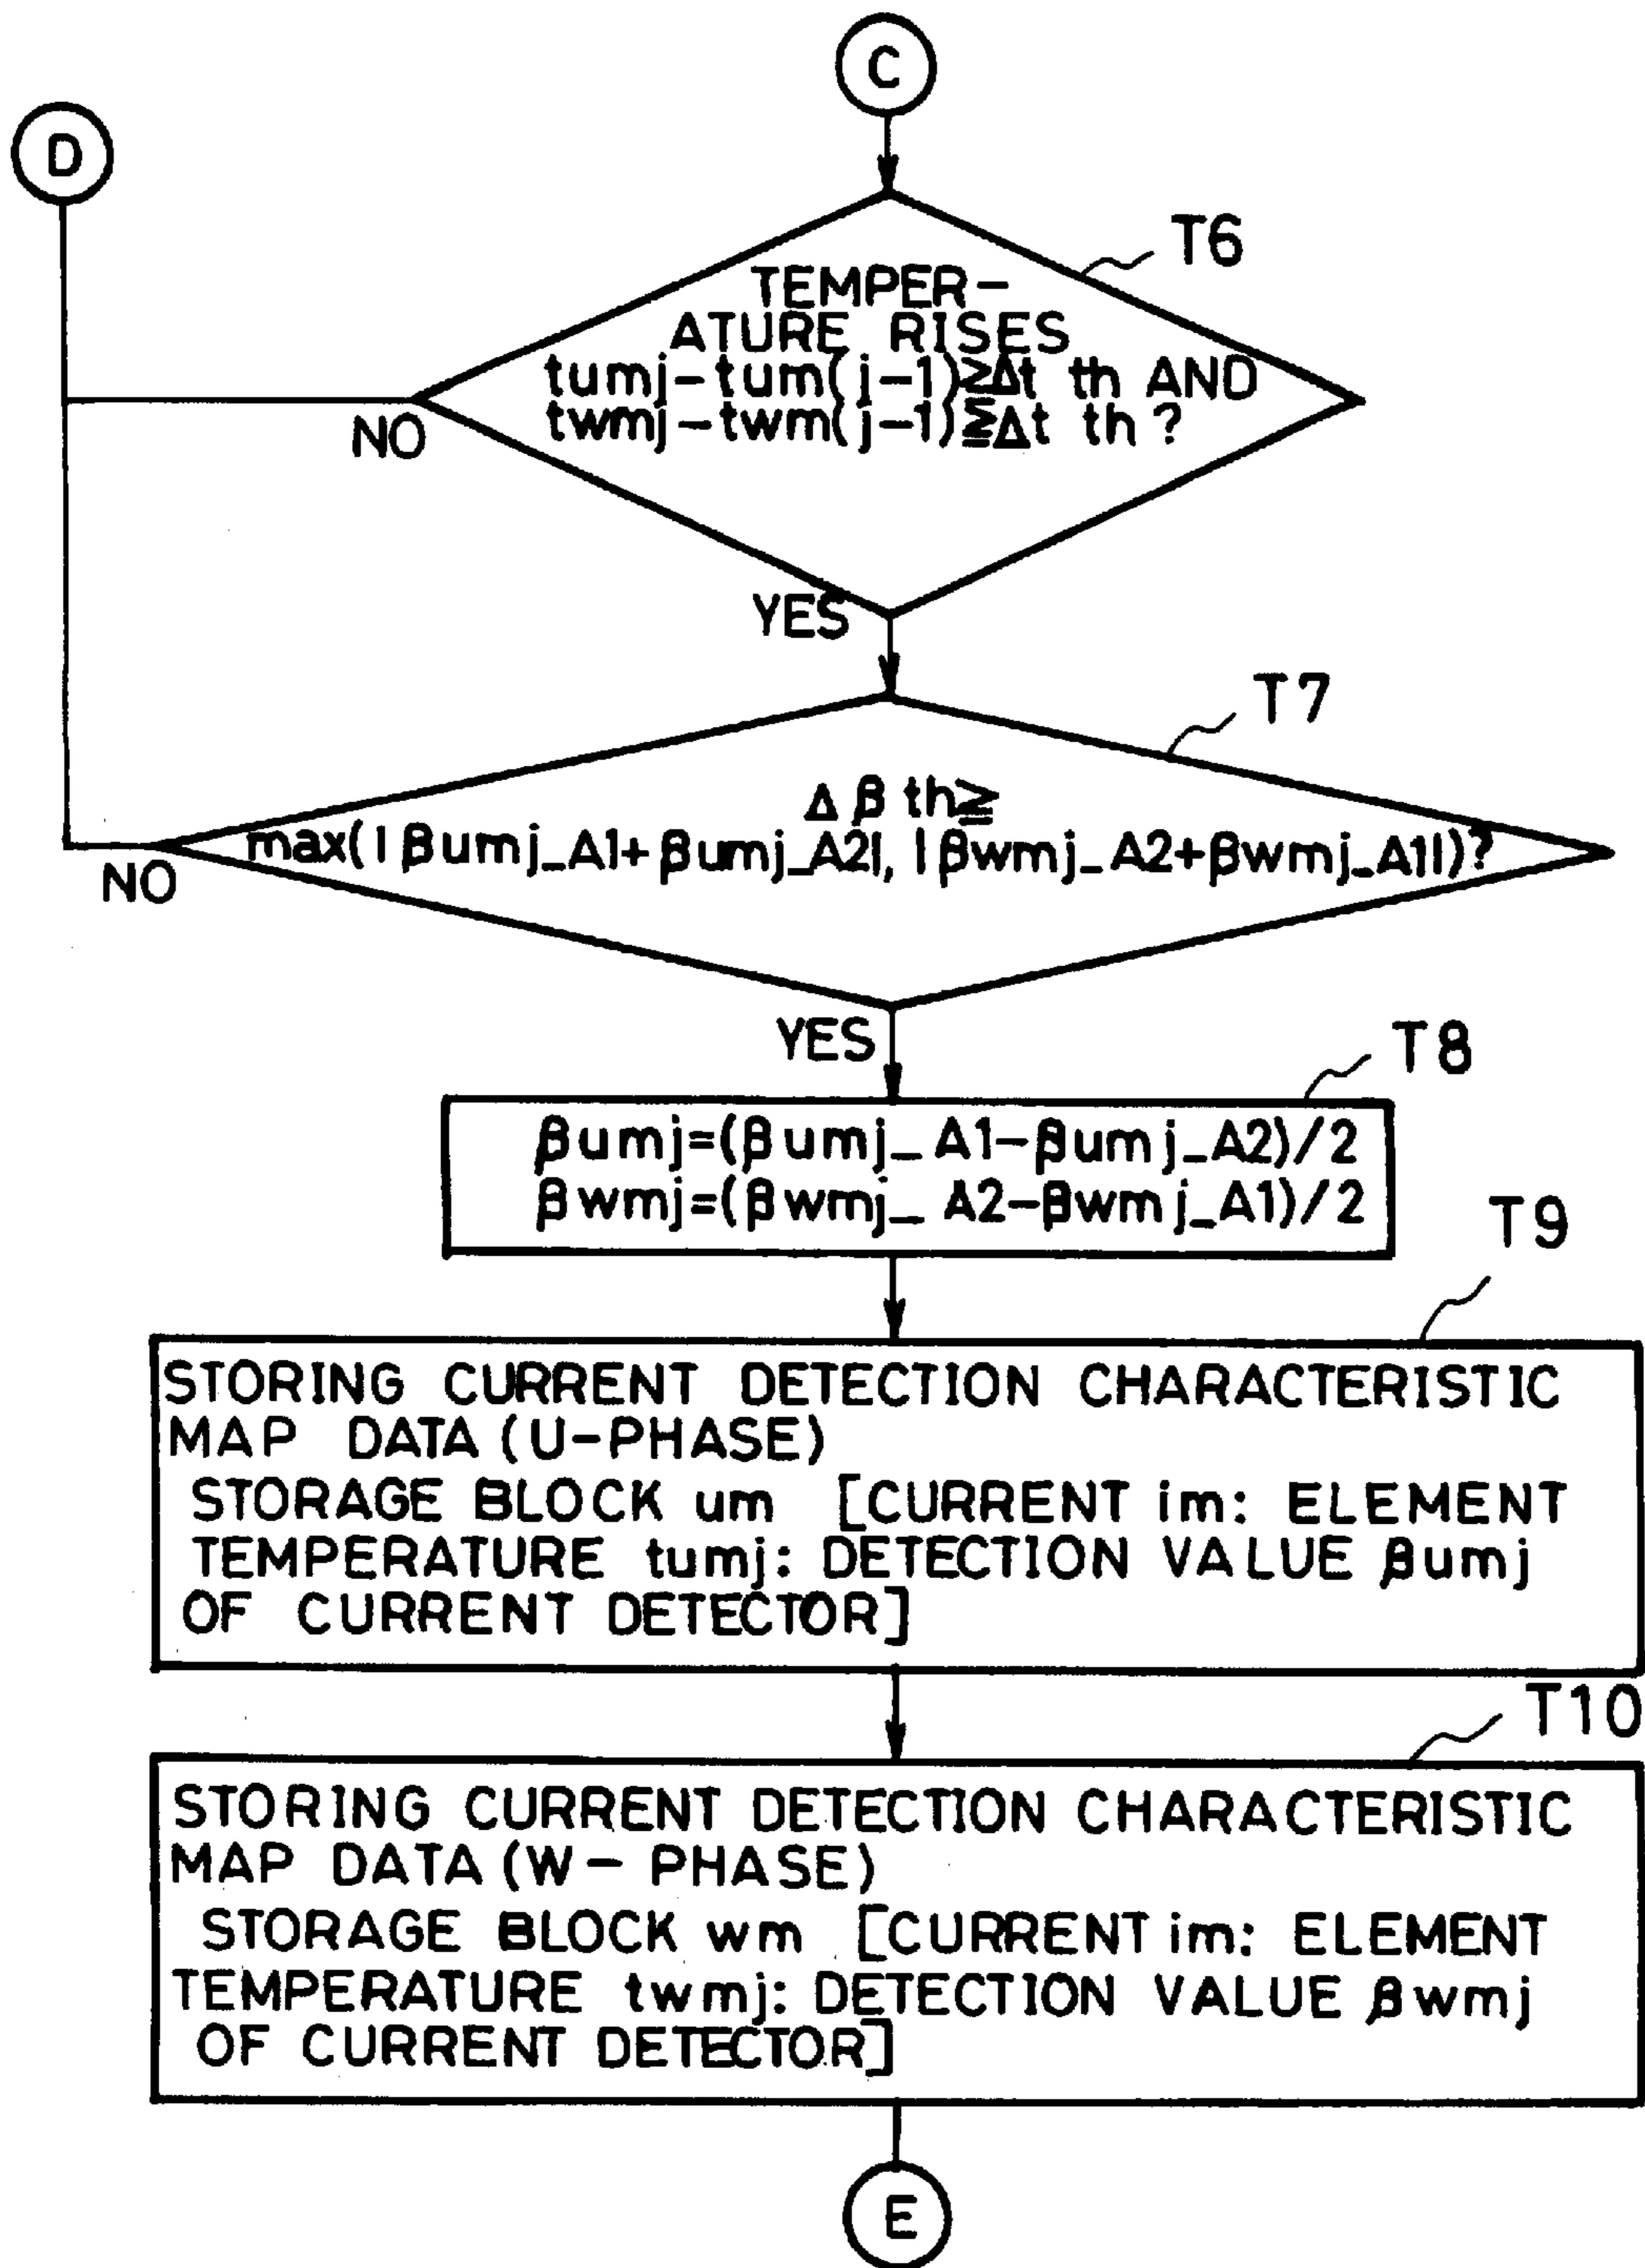 C
D
T6
TEMPER-
ATURE RISES
tumj-tum(j-1)≧Δt th AND
twmj-twm(j-1)≧Δt th ?
NO
YES
T7
Δβ th≧
max(|βumj_A1+βumj_A2|, |βwmj_A2+βwmj_A1|)?
NO
YES
T8
βumj=(βumj_A1-βumj_A2)/2
βwmj=(βwmj_A2-βwmj_A1)/2
T9
STORING CURRENT DETECTION CHARACTERISTIC
MAP DATA (U-PHASE)
STORAGE BLOCK um [CURRENT im: ELEMENT
TEMPERATURE tumj: DETECTION VALUE βumj
OF CURRENT DETECTOR]
T10
STORING CURRENT DETECTION CHARACTERISTIC
MAP DATA (W-PHASE)
STORAGE BLOCK wm [CURRENT im: ELEMENT
TEMPERATURE twmj: DETECTION VALUE βwmj
OF CURRENT DETECTOR]
E